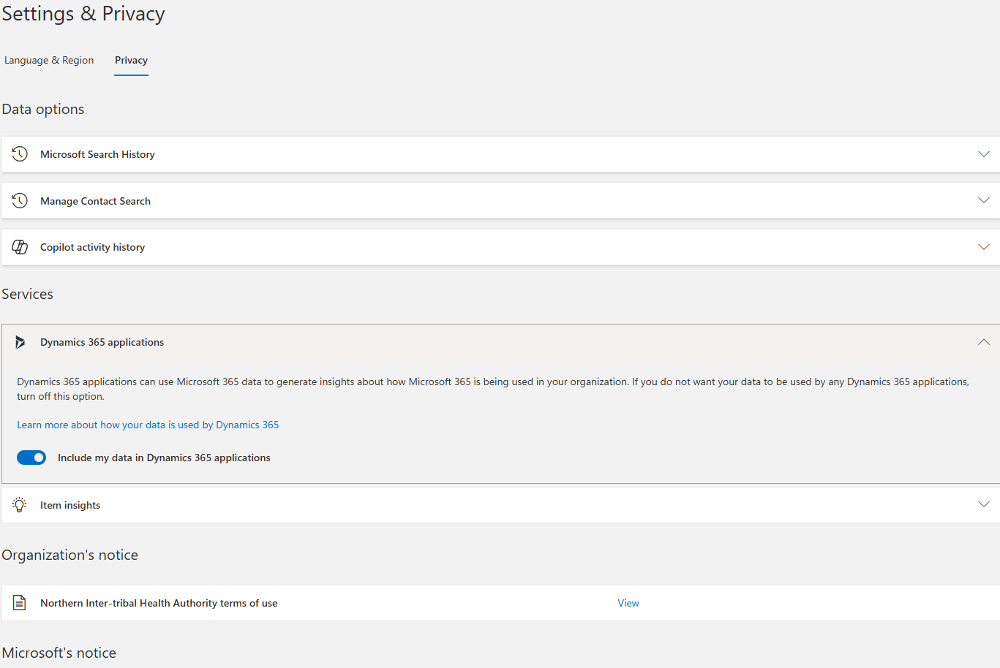 Settings & Privacy
Language & Region
Privacy
Data options
Microsoft Search History
Manage Contact Search
Copilot activity history
Services
Dynamics 365 applications
Dynamics 365 applications can use Microsoft 365 data to generate insights about how Microsoft 365 is being used in your organization. If you do not want your data to be used by any Dynamics 365 applications,
turn off this option.
Learn more about how your data is used by Dynamics 365
Include my data in Dynamics 365 applications
Item insights
Organization's notice
Northern Inter-tribal Health Authority terms of use
View
Microsoft's notice